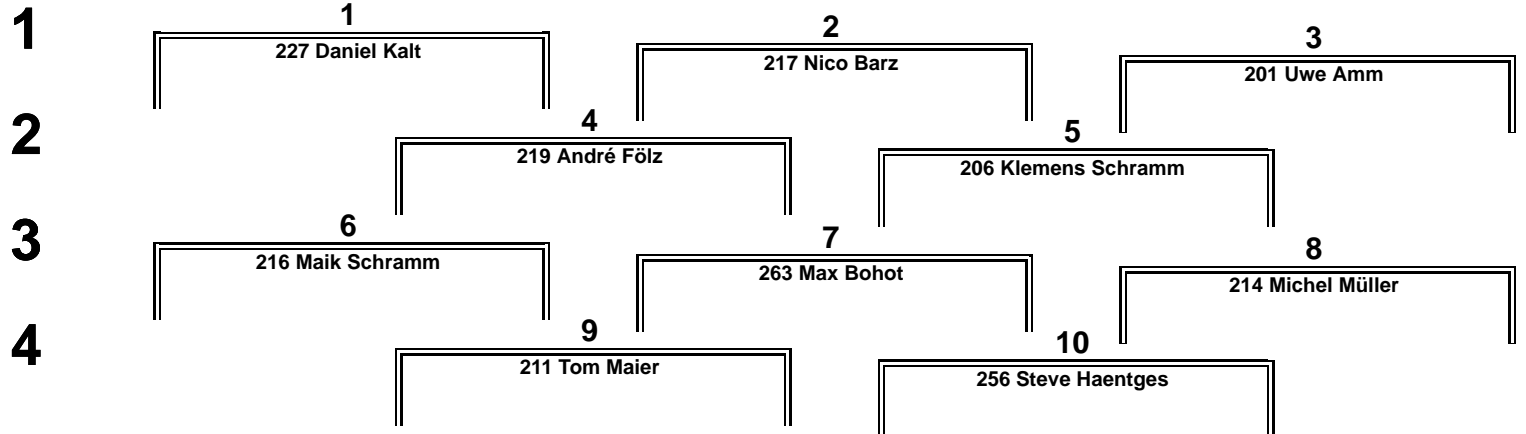 1
1
227 Daniel Kalt
2
217 Nico Barz
3
201 Uwe Amm
2
4
219 André Fölz
5
206 Klemens Schramm
3
6
216 Maik Schramm
7
263 Max Bohot
8
214 Michel Müller
4
9
211 Tom Maier
10
256 Steve Haentges